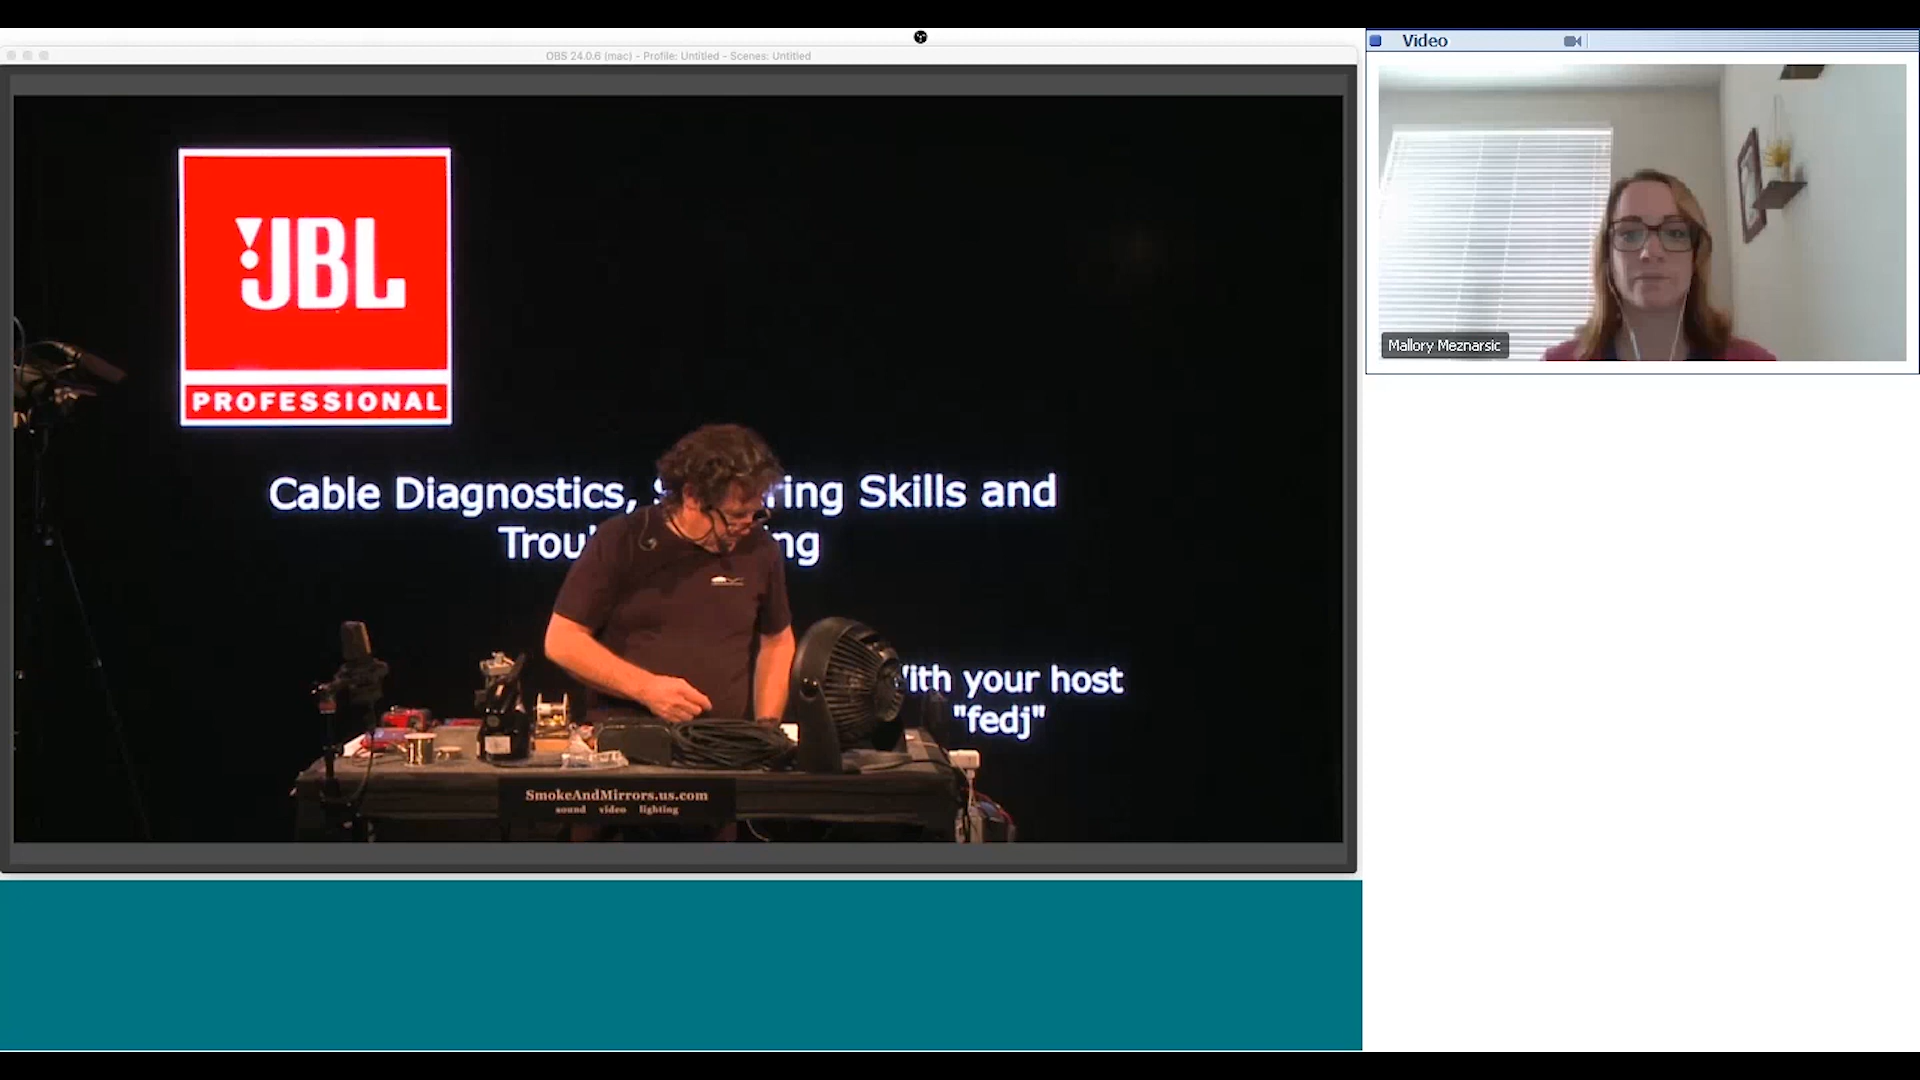 OBS 24.0.6 (mac) - Profile: Untitled - Scenes: Untitled
Video
JBL
PROFESSIONAL
Mallory Meznarsic
Cable Diagnostics, ring Skills and
Trou ng
ith your host
"fedj"
SmokeAndMirrors.us.com
sound video lighting